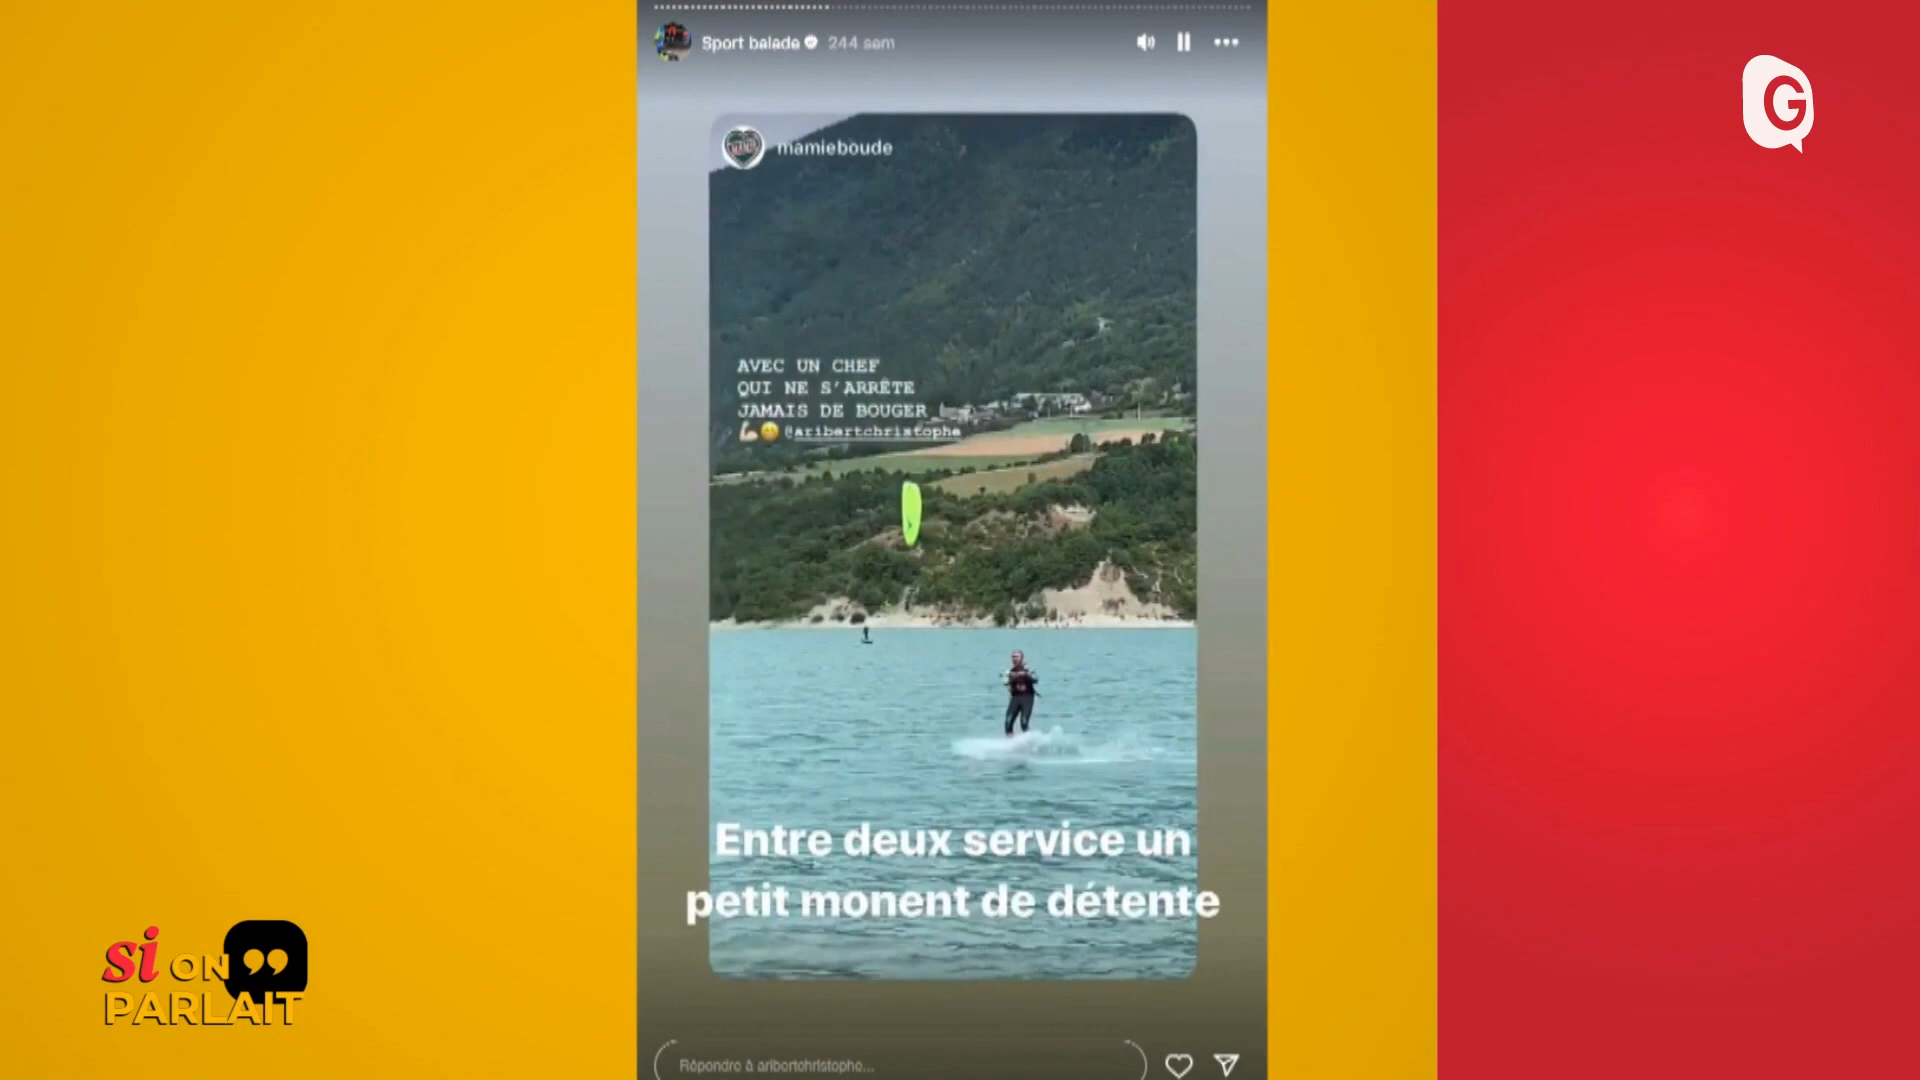 Sport balade 244 sem
G
mamieboude
AVEC UN CHEF
QUI NE S'ARRÊTE
JAMAIS DE BOUGER
@aribertchristophe
Entre deux service un
petit monent de détente
si ON
PARLAIT
Répondre à aribertchristophe...